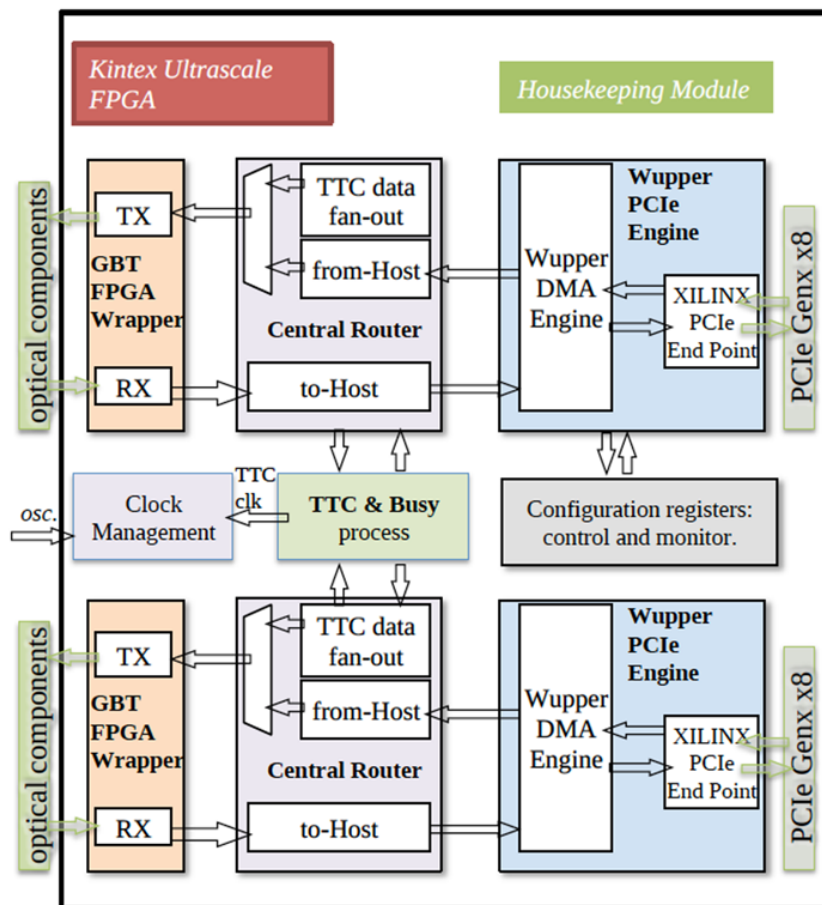 Kintex Ultrascale
FPGA
Housekeeping Module
optical components
TX
GBT
FPGA
Wrapper
RX
TTC data
fan-out
from-Host
Central Router
to-Host
Wupper
DMA
Engine
Wupper
PCIe
Engine
XILINX
PCIe
End Point
PCIe Genx x8
osc.
Clock
Management
TTC
clk
TTC & Busy
process
Configuration registers:
control and monitor.
optical components
TX
GBT
FPGA
Wrapper
RX
TTC data
fan-out
from-Host
Central Router
to-Host
Wupper
DMA
Engine
Wupper
PCIe
Engine
XILINX
PCIe
End Point
PCIe Genx x8